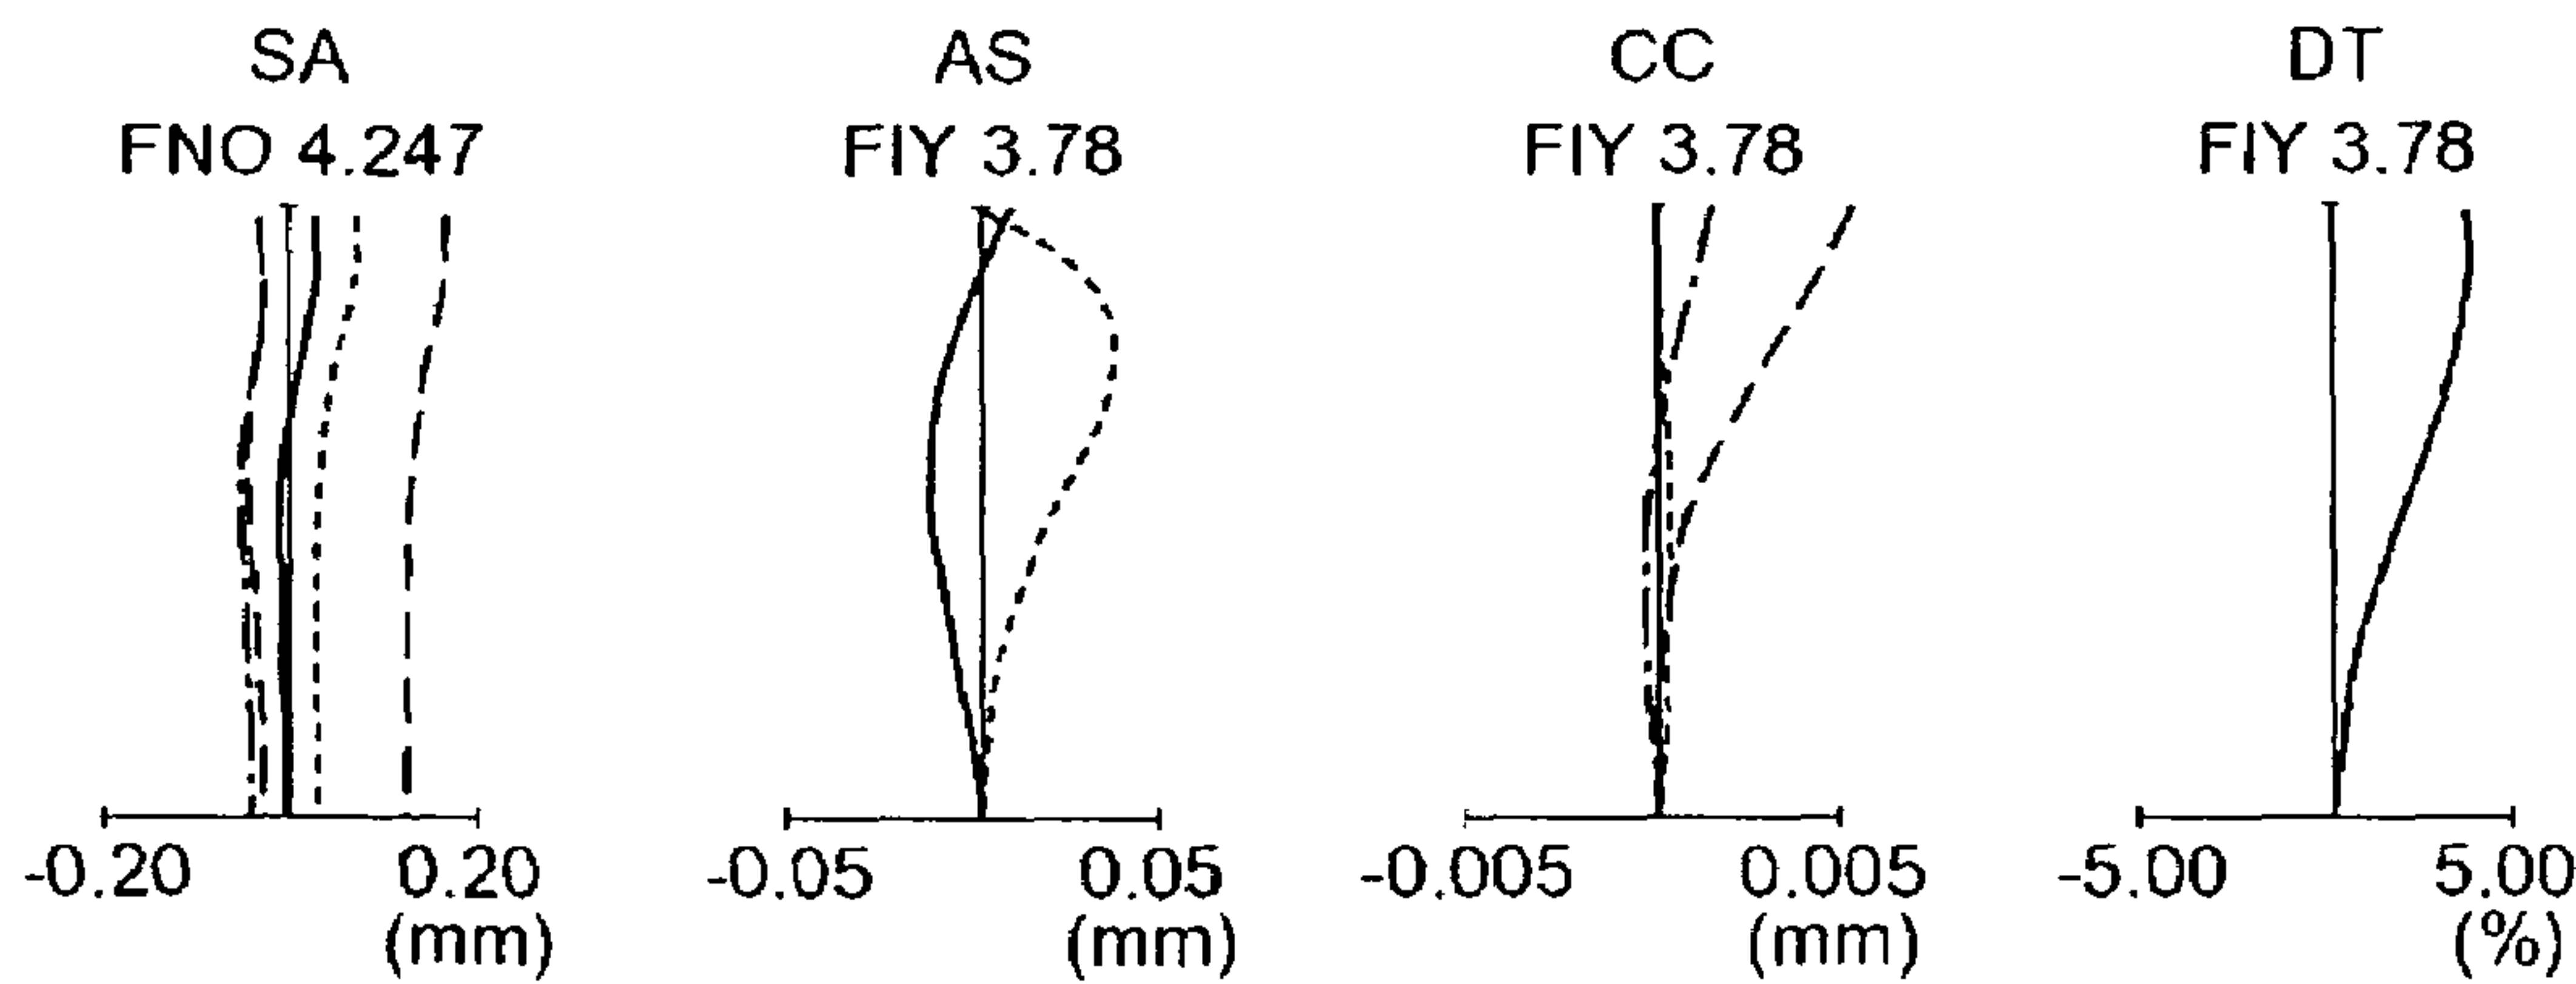 SA AS CC DT
FNO 4.247 FIY 3.78 FIY 3.78 FIY 3.78
-0.20 0.20 -0.05 0.05 -0.005 0.005 -5.00 5.00
(mm) (mm) (mm) (%)